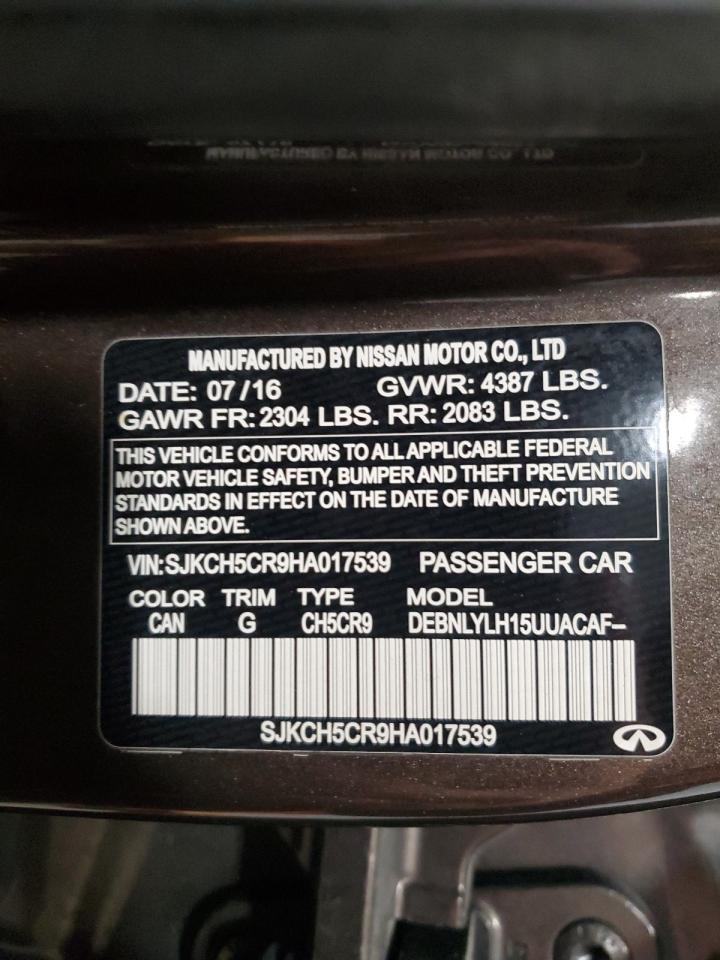 MANUFACTURED BY NISSAN MOTOR CO., LTD
DATE: 07/16 GVWR: 4387 LBS.
GAWR FR: 2304 LBS. RR: 2083 LBS.
THIS VEHICLE CONFORMS TO ALL APPLICABLE FEDERAL
MOTOR VEHICLE SAFETY, BUMPER AND THEFT PREVENTION
STANDARDS IN EFFECT ON THE DATE OF MANUFACTURE
SHOWN ABOVE.
VIN:SJKCH5CR9HA017539 PASSENGER CAR
COLOR TRIM TYPE MODEL
CAN G CH5CR9 DEBNLYLH15UUACAF–
SJKCH5CR9HA017539